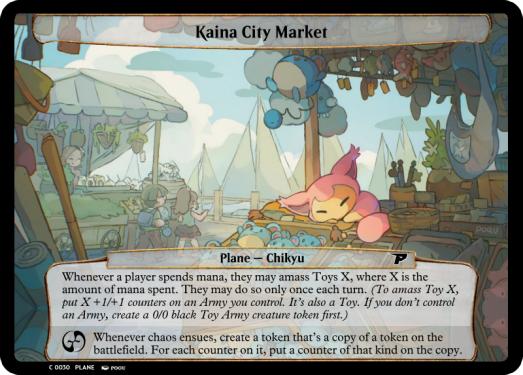 Kaina City Market
POGU
Plane — Chikyu
Whenever a player spends mana, they may amass Toys X, where X is the
amount of mana spent. They may do so only once each turn. (To amass Toy X,
put X +1/+1 counters on an Army you control. It's also a Toy. If you don't control
an Army, create a 0/0 black Toy Army creature token first.)
Whenever chaos ensues, create a token that's a copy of a token on the
battlefield. For each counter on it, put a counter of that kind on the copy.
C 0030 PLANE POGU